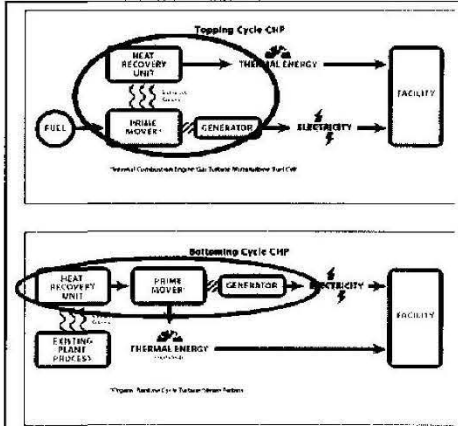 Topping Cycle CHP
HEAT
RECOVERY
UNIT
THERMAL ENERGY
FACILITY
FUEL
PRIME
MOVER*
GENERATOR
ELECTRICITY
Bottoming Cycle CHP
HEAT
RECOVERY
UNIT
PRIME
MOVER*
GENERATOR
ELECTRICITY
FACILITY
EXISTING
PLANT
PROCESS
THERMAL ENERGY